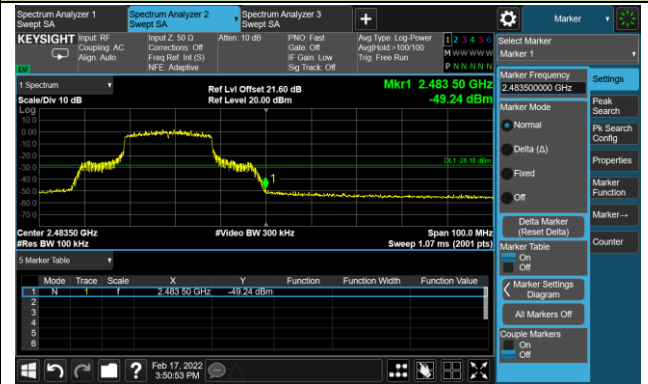 Spectrum Analyzer 1
Swept SA
Spectrum Analyzer 2
Swept SA
Spectrum Analyzer 3
Swept SA
+
Marker
KEYSIGHT
Input: RF
Coupling: AC
Align: Auto
Input Z: 50 Ω
Corrections: Off
Freq Ref: Int (S)
NFE: Adaptive
Atten: 10 dB
PNO: Fast
Gate: Off
IF Gain: Low
Sig Track: Off
Avg Type: Log-Power
Avg|Hold >100/100
Trig: Free Run
1 2 3 4 5 6
M W W W W W
P N N N N N
Select Marker
Marker 1
1 Spectrum
Scale/Div 10 dB
Ref Lvl Offset 21.60 dB
Ref Level 20.00 dBm
Mkr1 2.483 50 GHz
-49.24 dBm
Log
10.0
0.00
-10.0
-20.0
-30.0
-40.0
-50.0
-60.0
-70.0
1
Center 2.48350 GHz
#Res BW 100 kHz
#Video BW 300 kHz
Span 100.0 MHz
Sweep 1.07 ms (2001 pts)
5 Marker Table
Mode Trace Scale X Y Function Function Width Function Value
1 N 1 f 2.483 50 GHz -49.24 dBm
2
3
4
5
6
Feb 17, 2022
3:50:53 PM
Marker Frequency
2.483500000 GHz
Marker Mode
Normal
Delta (Δ)
Fixed
Off
Delta Marker
(Reset Delta)
Marker Table
On
Off
Marker Settings
Diagram
All Markers Off
Couple Markers
On
Off
Settings
Peak
Search
Pk Search
Config
Properties
Marker
Function
Marker→
Counter